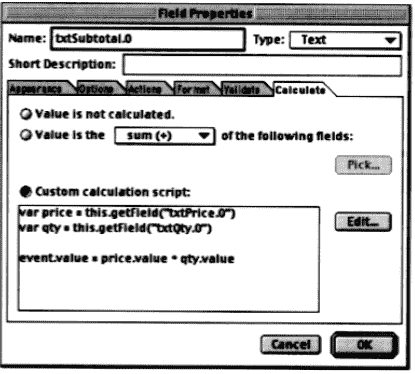 Field Properties
Name: txtSubtotal.0 Type: Text
Short Description:
Appearance Options Actions Format Validate Calculate
Value is not calculated.
Value is the sum (+) of the following fields:
Pick...
Custom calculation script:
var price = this.getField("txtPrice.0")
var qty = this.getField("txtQty.0")
Edit...
event.value = price.value * qty.value
Cancel OK